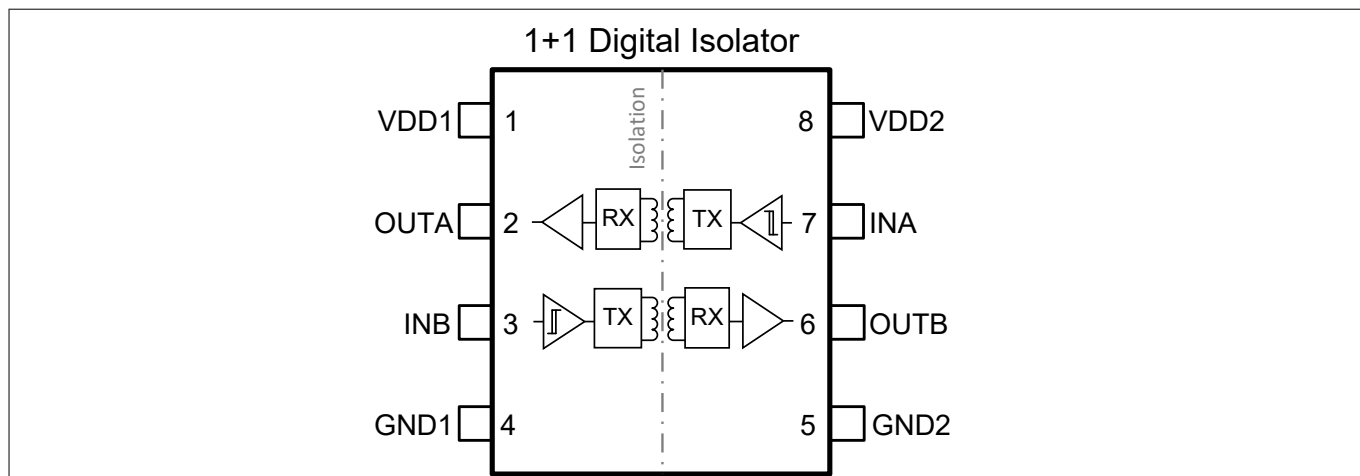 1+1 Digital Isolator
Isolation
VDD1 1 8 VDD2
OUTA 2 RX TX 7 INA
INB 3 TX RX 6 OUTB
GND1 4 5 GND2